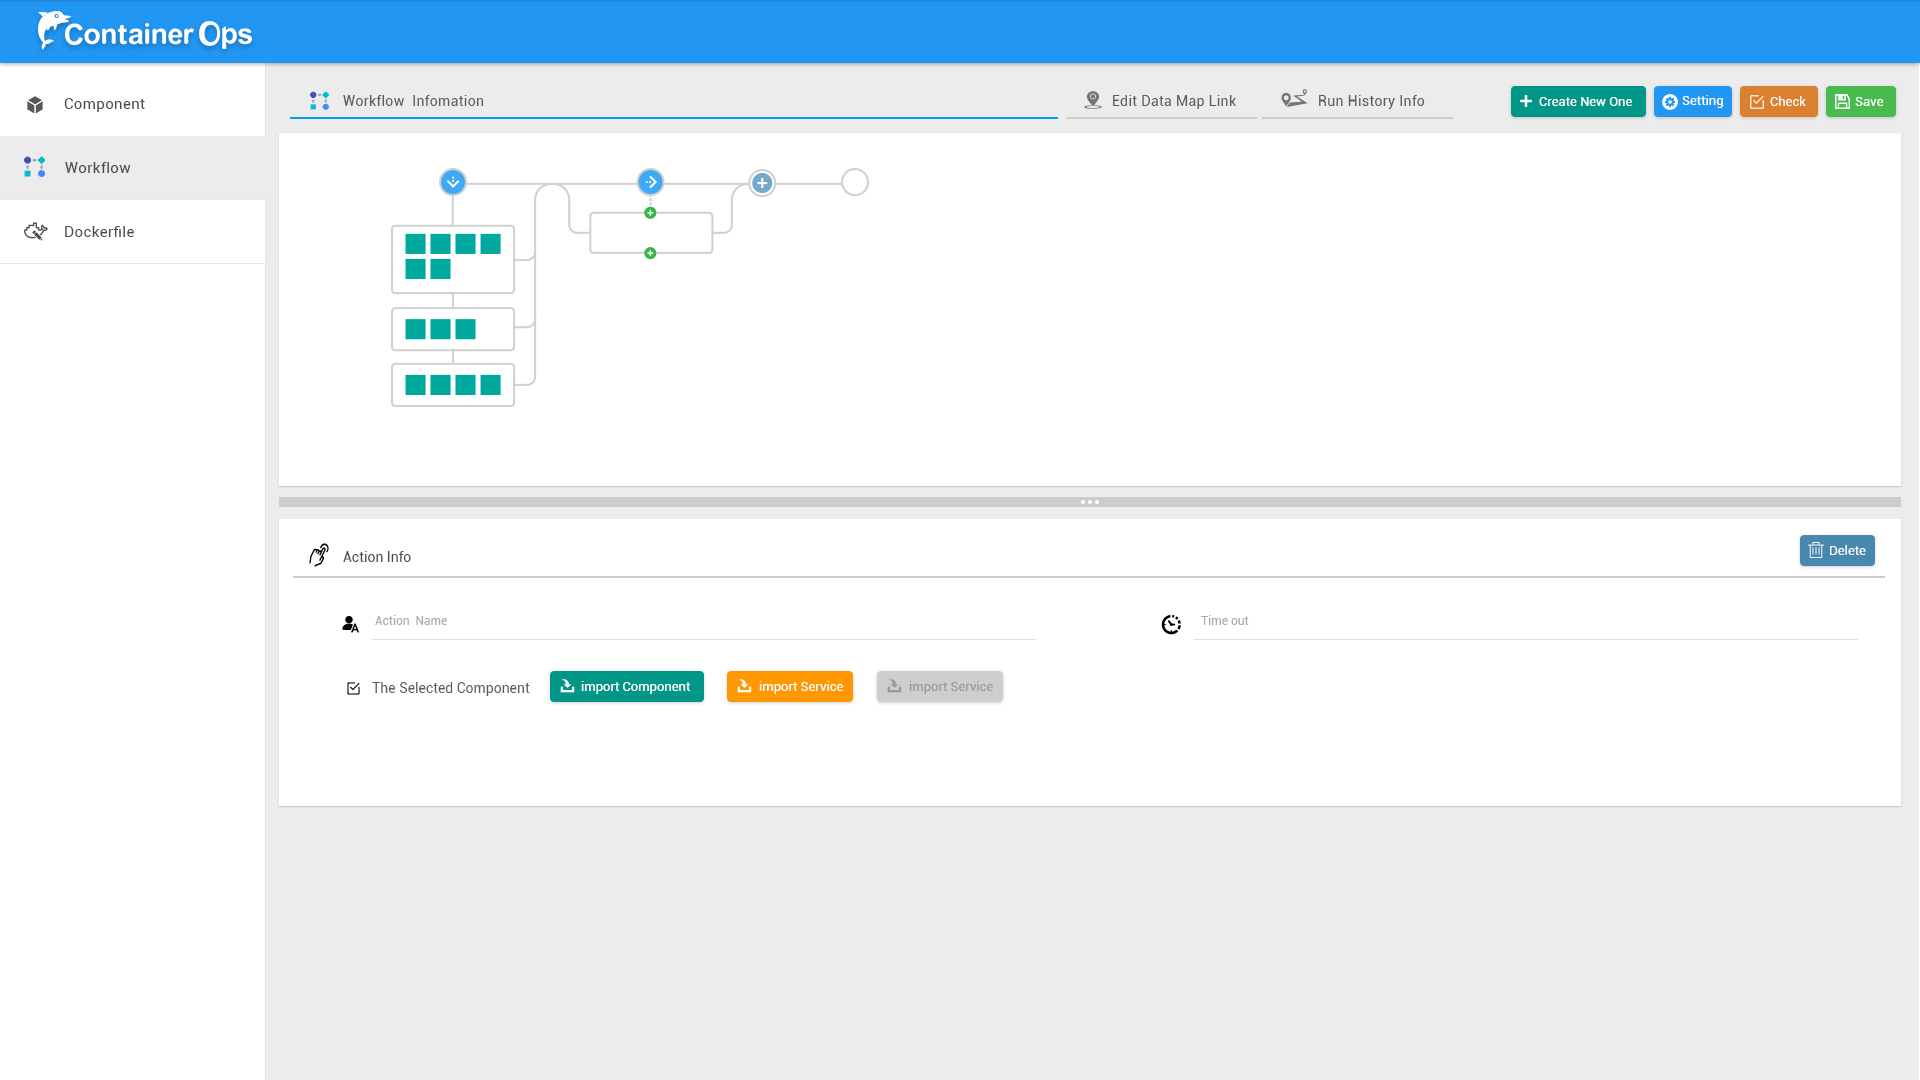 Container Ops
Component
Workflow
Dockerfile
Workflow Infomation
Edit Data Map Link
Run History Info
Create New One
Setting
Check
Save
Action Info
Delete
Action Name
Time out
The Selected Component
import Component
import Service
import Service